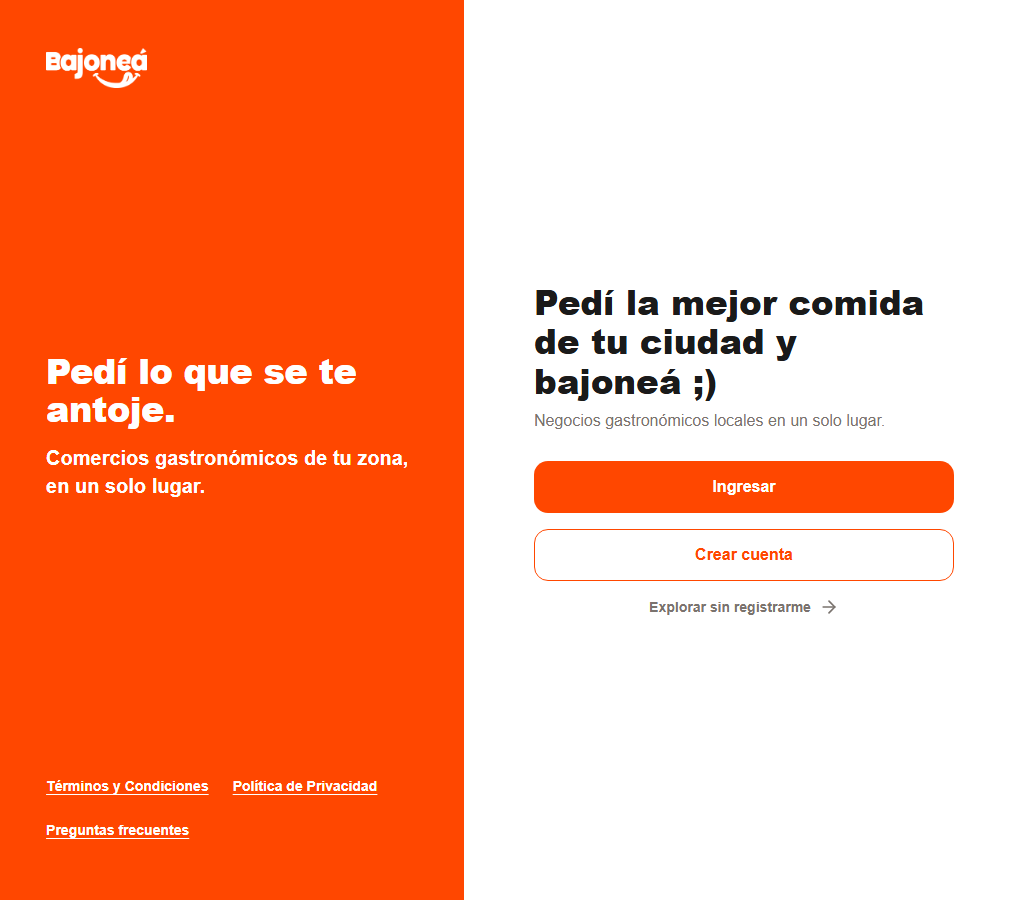 Bajoneá
Pedí lo que se te
antoje.
Comercios gastronómicos de tu zona,
en un solo lugar.
Términos y Condiciones
Política de Privacidad
Preguntas frecuentes
Pedí la mejor comida
de tu ciudad y
bajoneá ;)
Negocios gastronómicos locales en un solo lugar.
Ingresar
Crear cuenta
Explorar sin registrarme